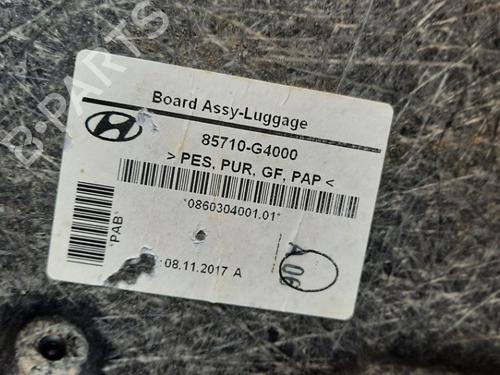 Board Assy-Luggage
85710-G4000
> PES, PUR, GF, PAP <
*0860304001.01*
*PAB*
08.11.2017 A
B-PARTS